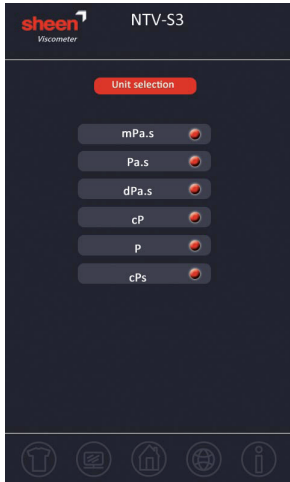 sheen
Viscometer
NTV-S3
Unit selection
mPa.s
Pa.s
dPa.s
cP
P
cPs